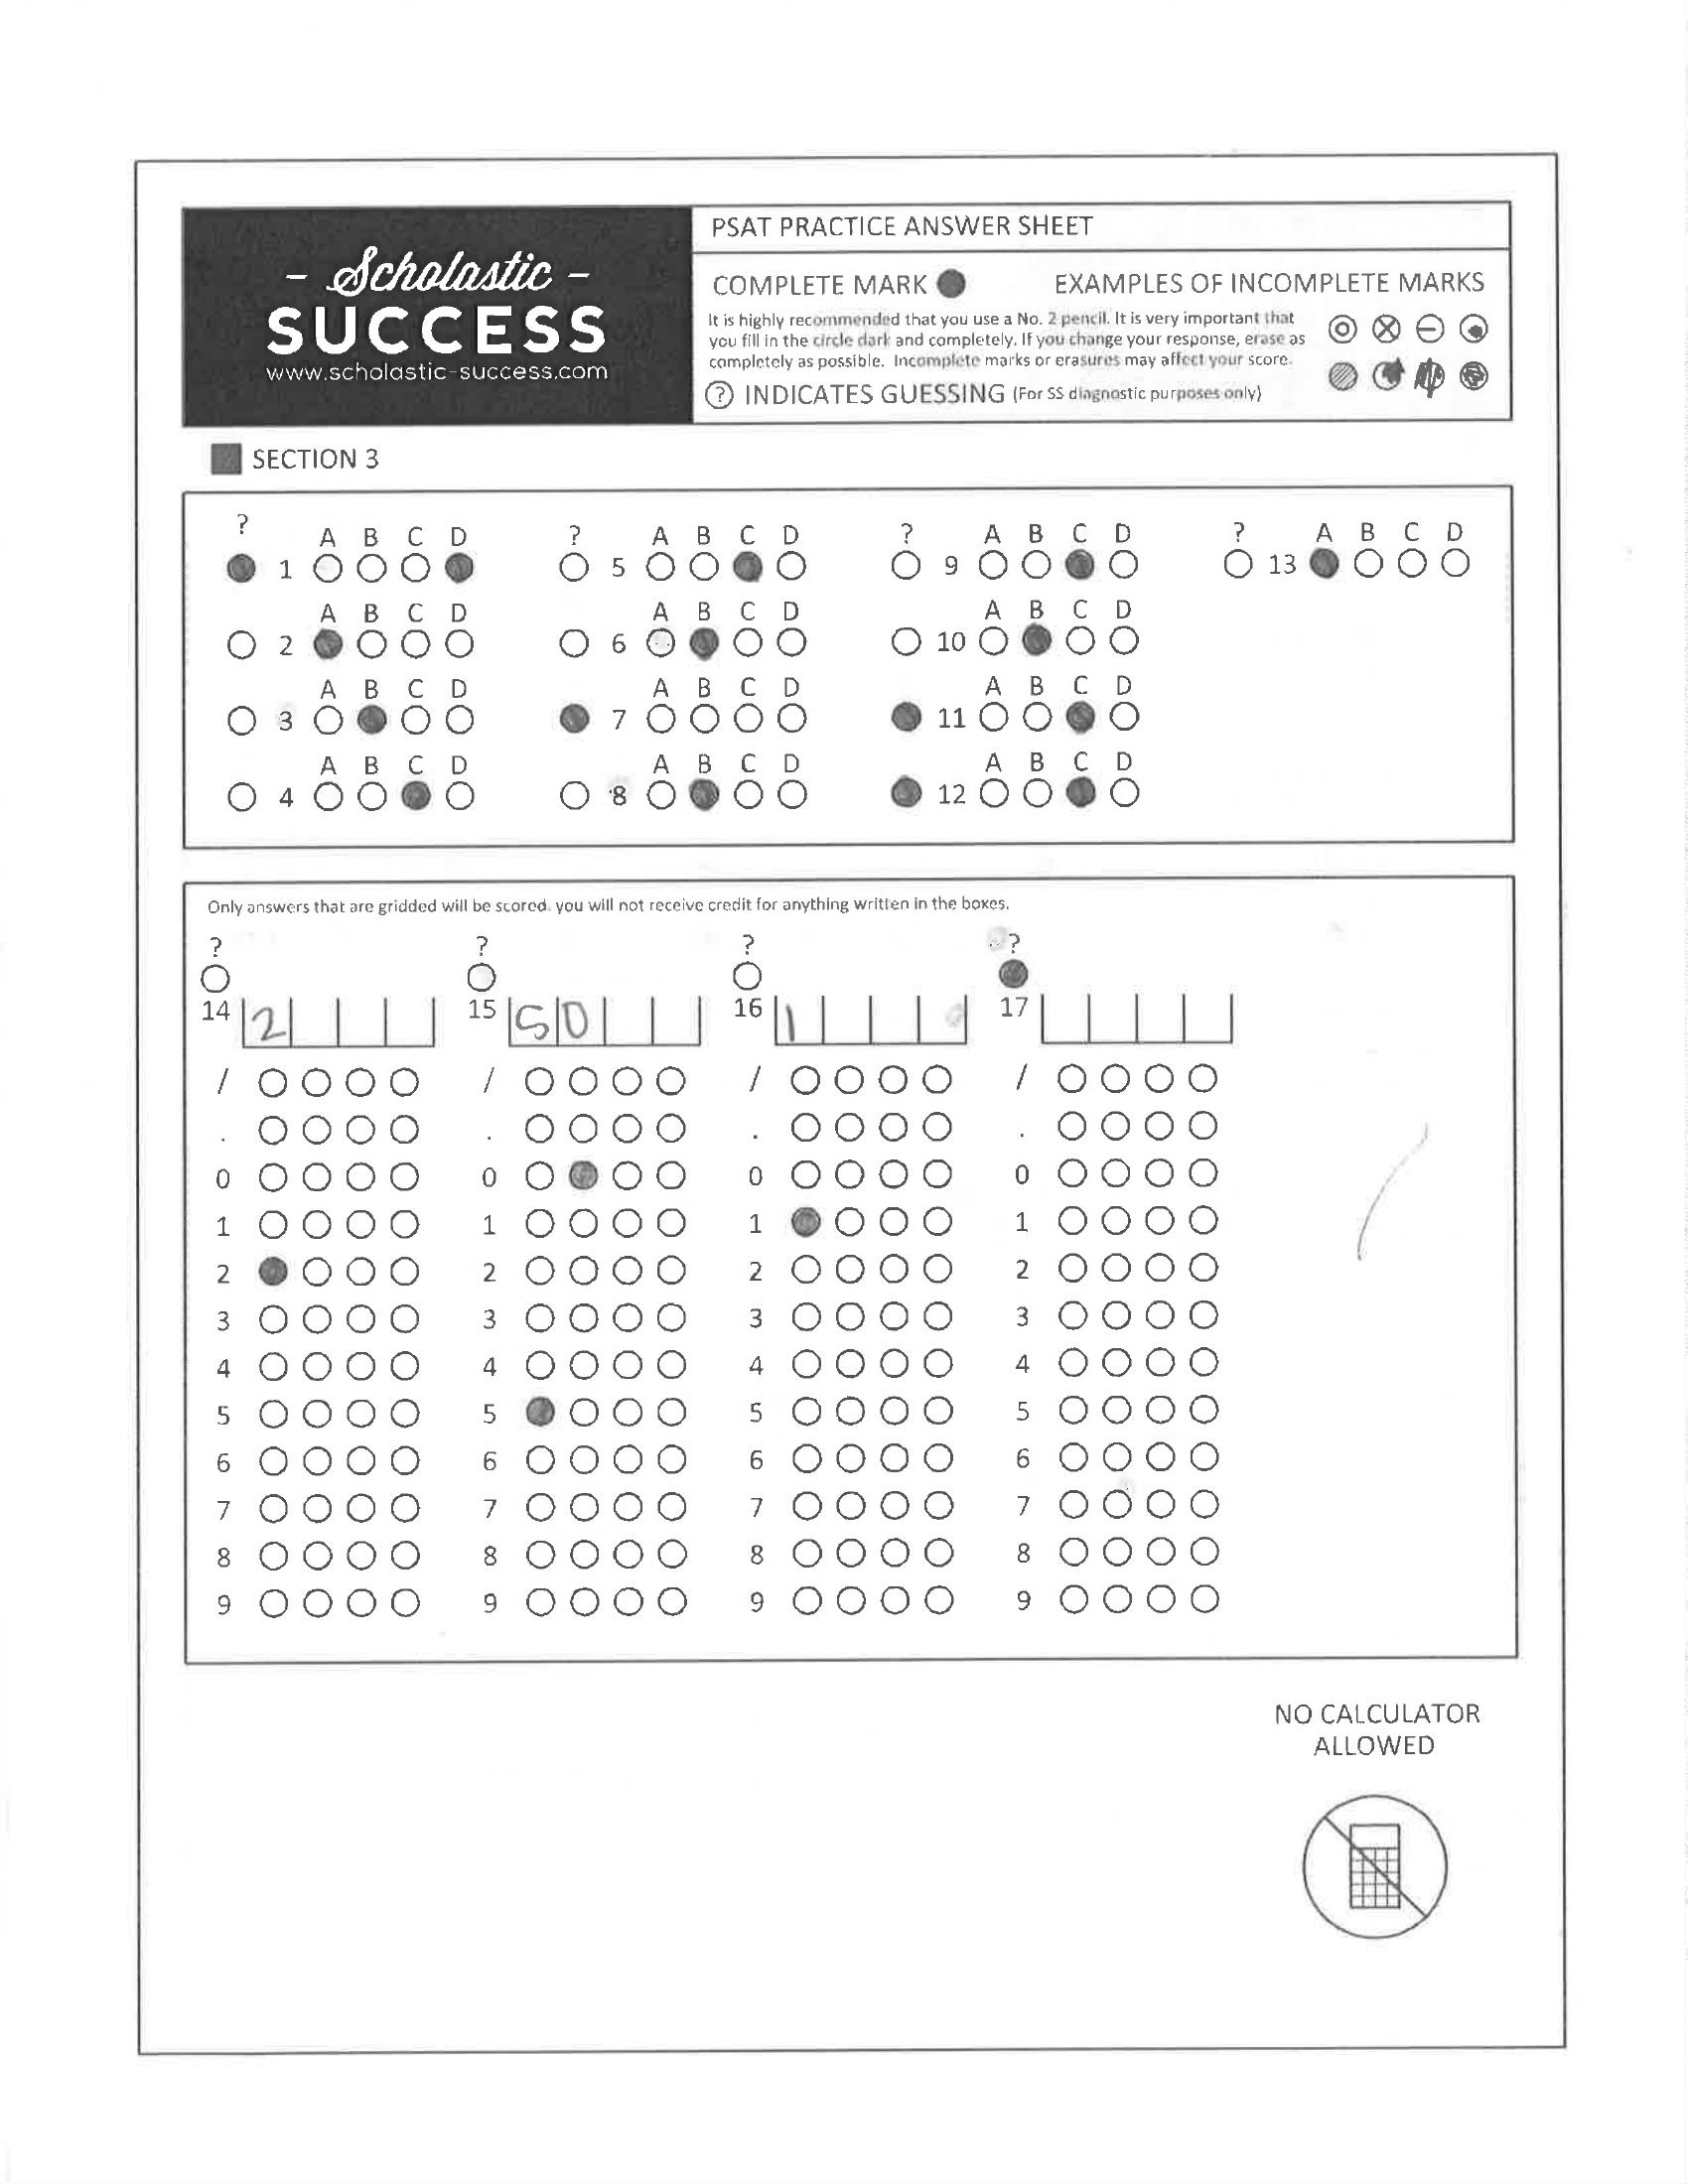 - Scholastic -
SUCCESS
www.scholastic-success.com
PSAT PRACTICE ANSWER SHEET
COMPLETE MARK EXAMPLES OF INCOMPLETE MARKS
It is highly recommended that you use a No. 2 pencil. It is very important that
you fill in the circle dark and completely. If you change your response, erase as
completely as possible. Incomplete marks or erasures may affect your score.
? INDICATES GUESSING (For SS diagnostic purposes only)
SECTION 3
? A B C D ? A B C D ? A B C D ? A B C D
1 5 9 13
A B C D A B C D A B C D
2 6 10
A B C D A B C D A B C D
3 7 11
A B C D A B C D A B C D
4 8 12
Only answers that are gridded will be scored. you will not receive credit for anything written in the boxes.
? ? ? ?
14 2 15 50 16 1 17
/ / / /
. . . .
0 0 0 0
1 1 1 1
2 2 2 2
3 3 3 3
4 4 4 4
5 5 5 5
6 6 6 6
7 7 7 7
8 8 8 8
9 9 9 9
NO CALCULATOR
ALLOWED